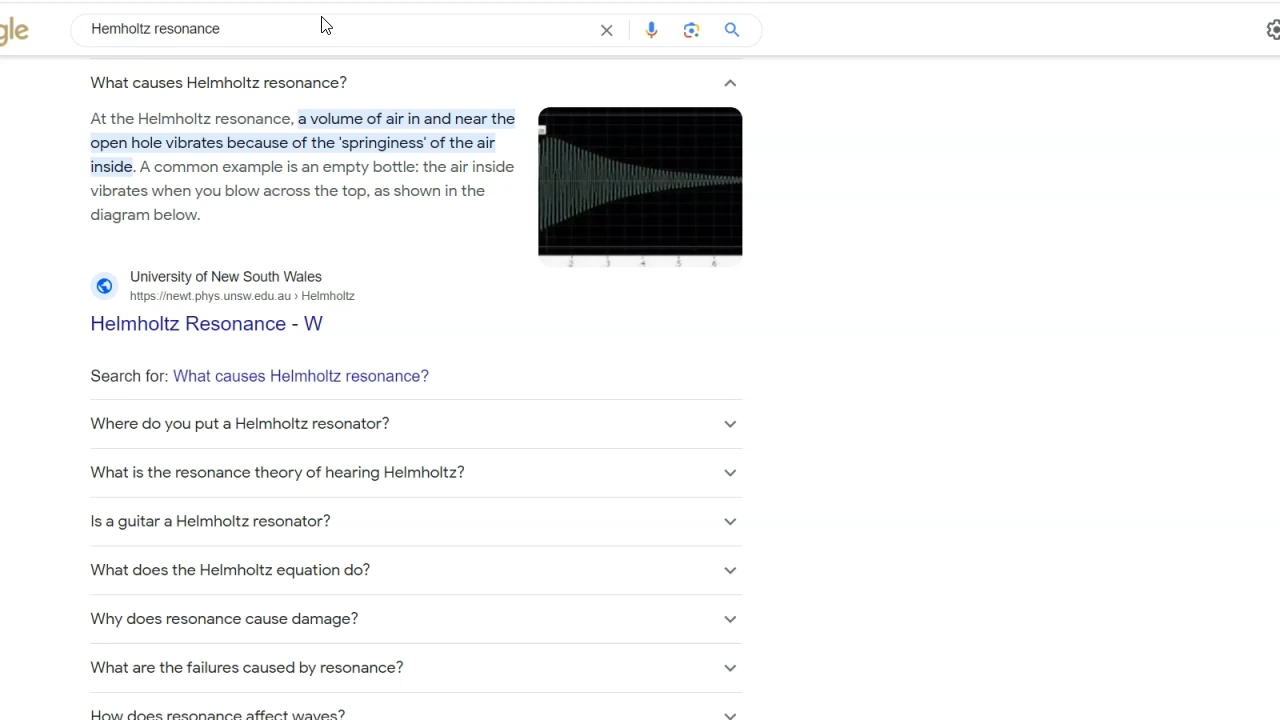 gle
Hemholtz resonance
What causes Helmholtz resonance?
At the Helmholtz resonance, a volume of air in and near the
open hole vibrates because of the 'springiness' of the air
inside. A common example is an empty bottle: the air inside
vibrates when you blow across the top, as shown in the
diagram below.
2 3 4 5 6
University of New South Wales
https://newt.phys.unsw.edu.au › Helmholtz
Helmholtz Resonance - W
Search for: What causes Helmholtz resonance?
Where do you put a Helmholtz resonator?
What is the resonance theory of hearing Helmholtz?
Is a guitar a Helmholtz resonator?
What does the Helmholtz equation do?
Why does resonance cause damage?
What are the failures caused by resonance?
How does resonance affect waves?